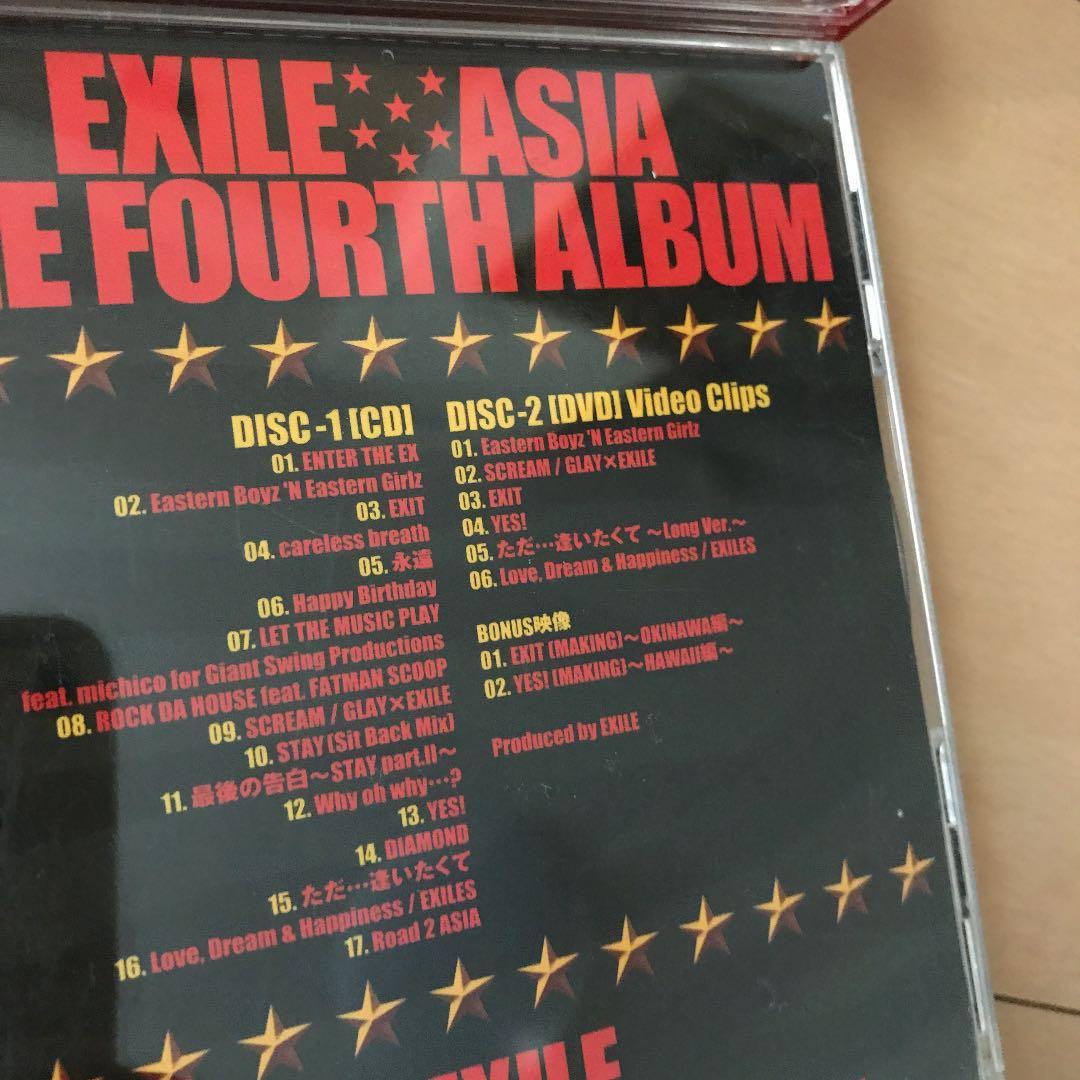 EXILE ASIA
E FOURTH ALBUM
DISC-1 [CD]
01. ENTER THE EX
02. Eastern Boyz 'N Eastern Girlz
03. EXIT
04. careless breath
05. 永遠
06. Happy Birthday
07. LET THE MUSIC PLAY
feat. michico for Giant Swing Productions
08. ROCK DA HOUSE feat. FATMAN SCOOP
09. SCREAM / GLAY×EXILE
10. STAY (Sit Back Mix)
11. 最後の告白～STAY part.II～
12. Why oh why…?
13. YES!
14. DIAMOND
15. ただ…逢いたくて
16. Love, Dream & Happiness / EXILES
17. Road 2 ASIA
DISC-2 [DVD] Video Clips
01. Eastern Boyz 'N Eastern Girlz
02. SCREAM / GLAY×EXILE
03. EXIT
04. YES!
05. ただ…逢いたくて ～Long Ver.～
06. Love, Dream & Happiness / EXILES
BONUS映像
01. EXIT (MAKING)～OKINAWA編～
02. YES! (MAKING)～HAWAII編～
Produced by EXILE
EXILE